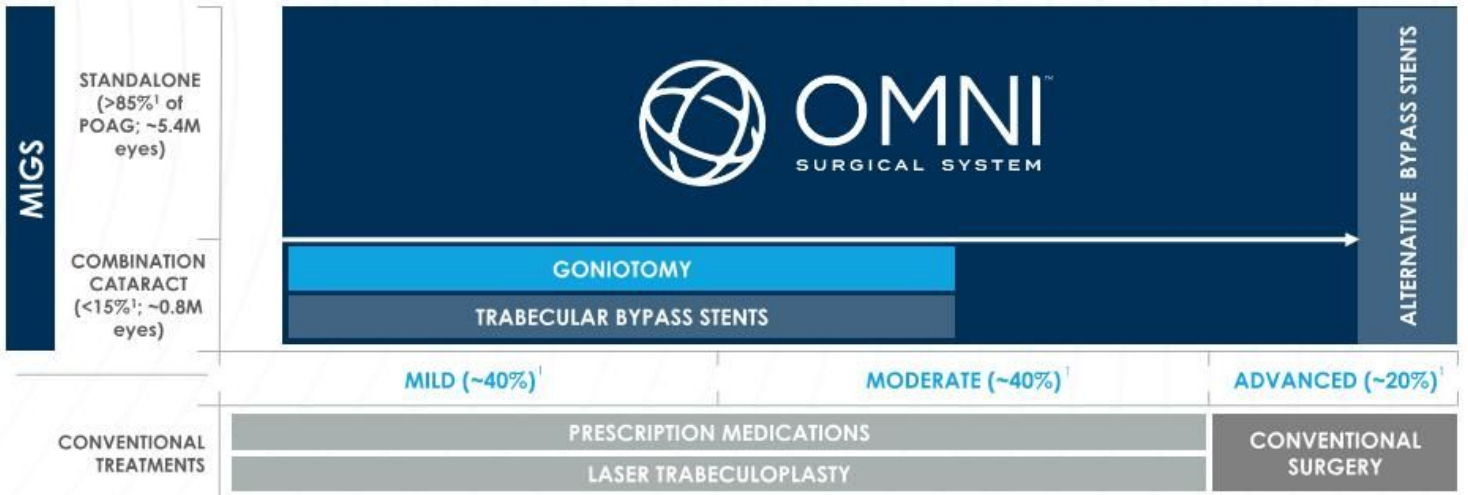 MIGS
STANDALONE
(>85%¹ of
POAG; ~5.4M
eyes)
OMNI™
SURGICAL SYSTEM
ALTERNATIVE BYPASS STENTS
COMBINATION
CATARACT
(<15%¹; ~0.8M
eyes)
GONIOTOMY
TRABECULAR BYPASS STENTS
MILD (~40%)¹
MODERATE (~40%)¹
ADVANCED (~20%)¹
CONVENTIONAL
TREATMENTS
PRESCRIPTION MEDICATIONS
LASER TRABECULOPLASTY
CONVENTIONAL
SURGERY